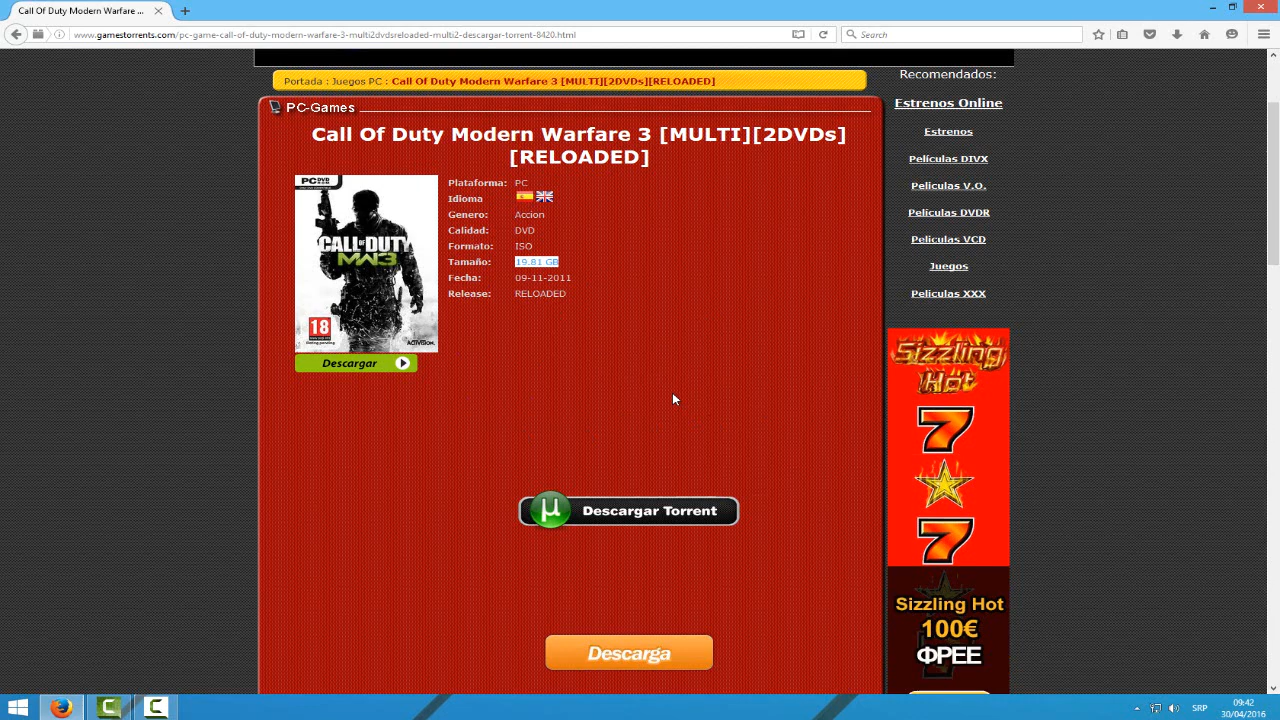 Call Of Duty Modern Warfare ...
www.gamestorrents.com/pc-game-call-of-duty-modern-warfare-3-multi2dvdsreloaded-multi2-descargar-torrent-8420.html
Search
Portada : Juegos PC : Call Of Duty Modern Warfare 3 [MULTI][2DVDs][RELOADED]
PC-Games
Call Of Duty Modern Warfare 3 [MULTI][2DVDs]
[RELOADED]
PC DVD
CALL OF DUTY
MW3
18
ACTIVISION
Descargar
Plataforma: PC
Idioma
Genero: Accion
Calidad: DVD
Formato: ISO
Tamaño: 19.81 GB
Fecha: 09-11-2011
Release: RELOADED
µ Descargar Torrent
Descarga
Recomendados:
Estrenos Online
Estrenos
Películas DIVX
Peliculas V.O.
Peliculas DVDR
Peliculas VCD
Juegos
Peliculas XXX
Sizzling
Hot
7
7
Sizzling Hot
100€
ФРЕЕ
SRP
09:42
30/04/2016